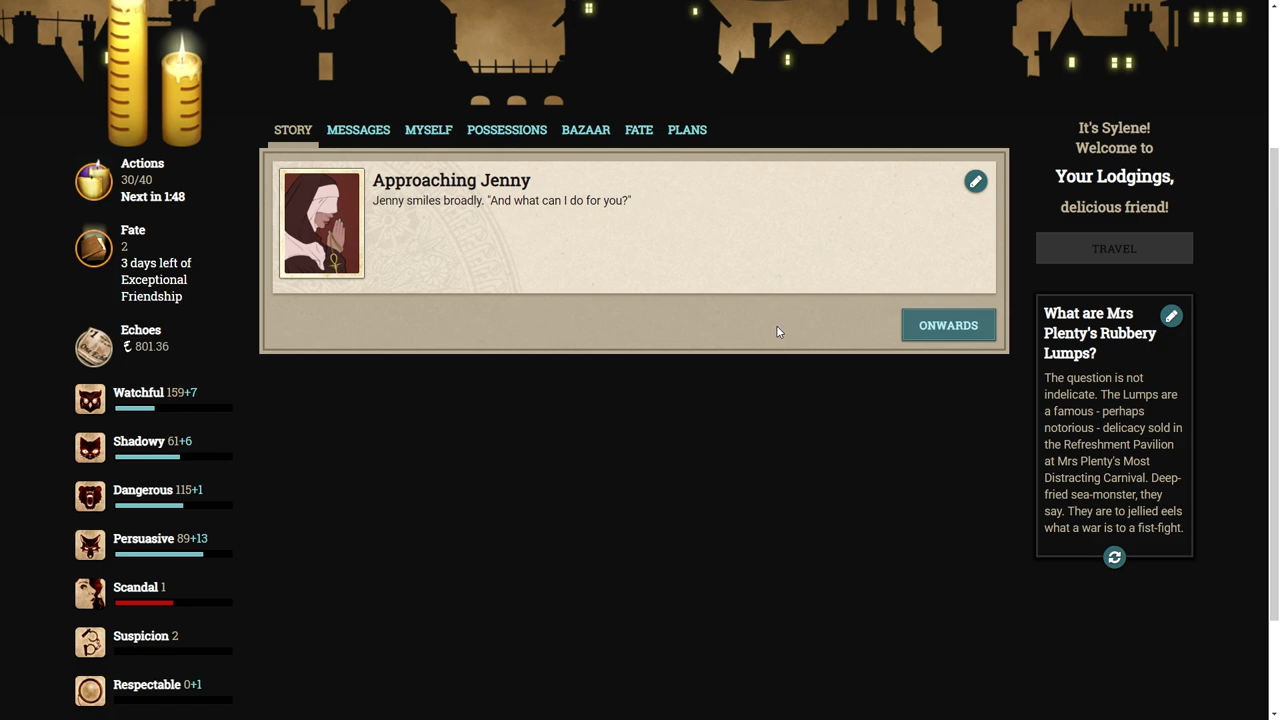 STORY MESSAGES MYSELF POSSESSIONS BAZAAR FATE PLANS
Actions
30/40
Next in 1:48
Fate
2
3 days left of
Exceptional
Friendship
Echoes
801.36
Watchful 159+7
Shadowy 61+6
Dangerous 115+1
Persuasive 89+13
Scandal 1
Suspicion 2
Respectable 0+1
Approaching Jenny
Jenny smiles broadly. "And what can I do for you?"
ONWARDS
It's Sylene!
Welcome to
Your Lodgings,
delicious friend!
TRAVEL
What are Mrs
Plenty's Rubbery
Lumps?
The question is not
indelicate. The Lumps are
a famous - perhaps
notorious - delicacy sold in
the Refreshment Pavilion
at Mrs Plenty's Most
Distracting Carnival. Deep-
fried sea-monster, they
say. They are to jellied eels
what a war is to a fist-fight.